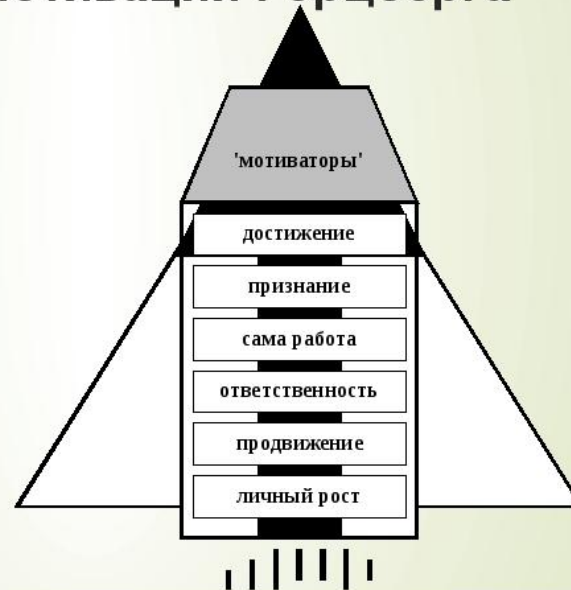 'мотиваторы'
достижение
признание
сама работа
ответственность
продвижение
личный рост